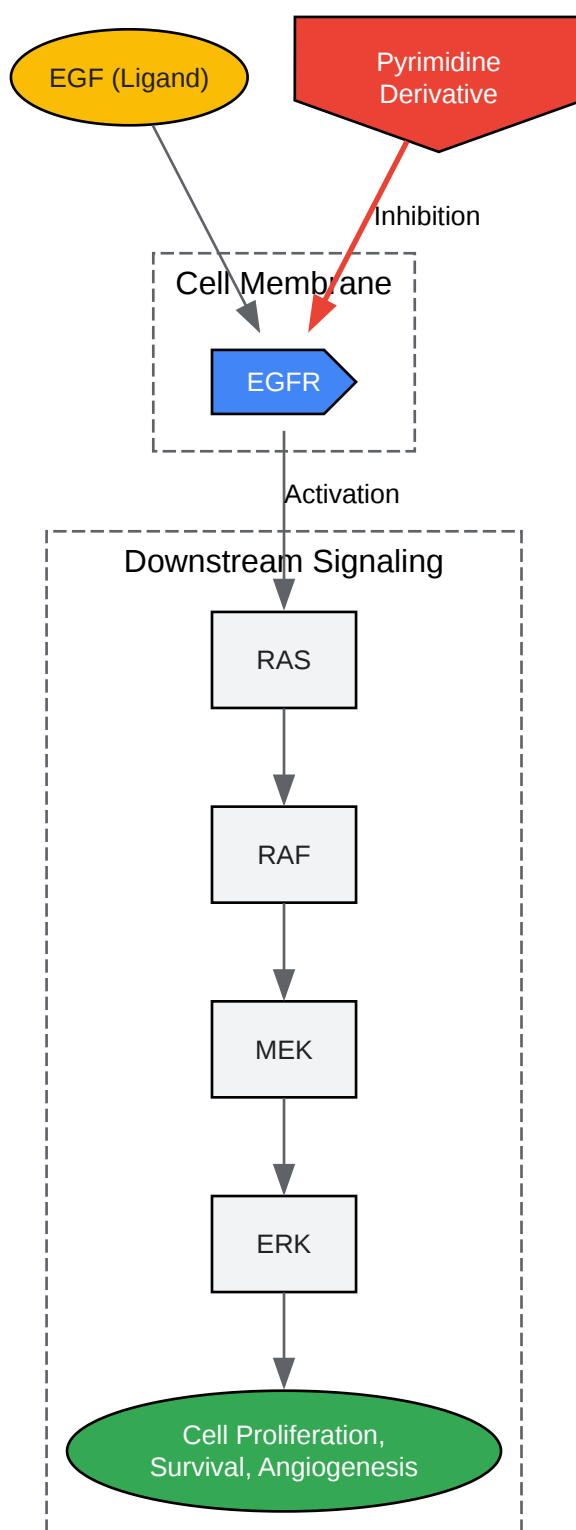 EGF (Ligand)
Pyrimidine
Derivative
Inhibition
Cell Membrane
EGFR
Activation
Downstream Signaling
RAS
RAF
MEK
ERK
Cell Proliferation,
Survival, Angiogenesis